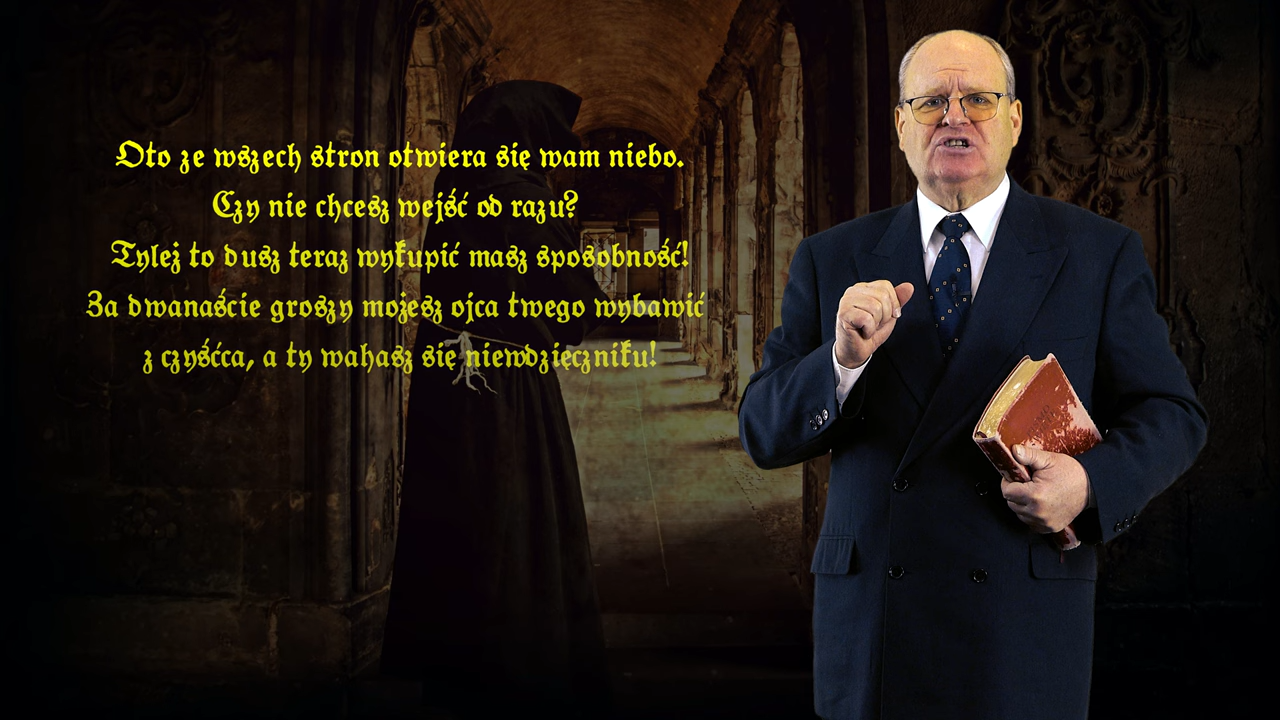 Oto ze wszech stron otwiera się wam niebo.
Czy nie chcesz wejść od razu?
Tyleż to dusz teraz wykupić masz sposobność!
Za dwanaście groszy możesz ojca twego wybawić
z czyśćca, a ty wahasz się niewdzięczniku!